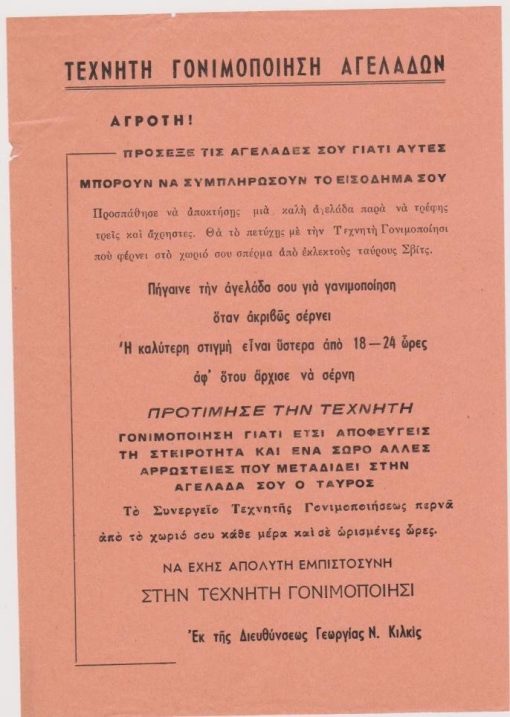 ΤΕΧΝΗΤΗ ΓΟΝΙΜΟΠΟΙΗΣΗ ΑΓΕΛΑΔΩΝ
ΑΓΡΟΤΗ!
ΠΡΟΣΕΞΕ ΤΙΣ ΑΓΕΛΑΔΕΣ ΣΟΥ ΓΙΑΤΙ ΑΥΤΕΣ
ΜΠΟΡΟΥΝ ΝΑ ΣΥΜΠΛΗΡΩΣΟΥΝ ΤΟ ΕΙΣΟΔΗΜΑ ΣΟΥ
Προσπάθησε νὰ ἀποκτήσης μιὰ καλὴ ἀγελάδα παρὰ νὰ τρέφης
τρεῖς καὶ ἄχρηστες. Θὰ τὸ πετύχης μὲ τὴν Τεχνητὴ Γονιμοποίησι
ποὺ φέρνει στὸ χωριό σου σπέρμα ἀπὸ ἐκλεκτοὺς ταύρους Σβίτς.
Πήγαινε τὴν ἀγελάδα σου γιὰ γανιμοποίηση
ὅταν ἀκριβῶς σέρνει
Ἡ καλύτερη στιγμὴ εἶναι ὕστερα ἀπὸ 18—24 ὧρες
ἀφ' ὅτου ἄρχισε νὰ σέρνη
ΠΡΟΤΙΜΗΣΕ ΤΗΝ ΤΕΧΝΗΤΗ
ΓΟΝΙΜΟΠΟΙΗΣΗ ΓΙΑΤΙ ΕΤΣΙ ΑΠΟΦΕΥΓΕΙΣ
ΤΗ ΣΤΕΙΡΟΤΗΤΑ ΚΑΙ ΕΝΑ ΣΩΡΟ ΑΛΛΕΣ
ΑΡΡΩΣΤΕΙΕΣ ΠΟΥ ΜΕΤΑΔΙΔΕΙ ΣΤΗΝ
ΑΓΕΛΑΔΑ ΣΟΥ Ο ΤΑΥΡΟΣ
Τὸ Συνεργεῖο Τεχνητῆς Γονιμοποιήσεως περνᾶ
ἀπὸ τὸ χωριό σου κάθε μέρα καὶ σὲ ὡρισμένες ὧρες.
ΝΑ ΕΧΗΣ ΑΠΟΛΥΤΗ ΕΜΠΙΣΤΟΣΥΝΗ
ΣΤΗΝ ΤΕΧΝΗΤΗ ΓΟΝΙΜΟΠΟΙΗΣΙ
Ἐκ τῆς Διευθύνσεως Γεωργίας Ν. Κιλκὶς